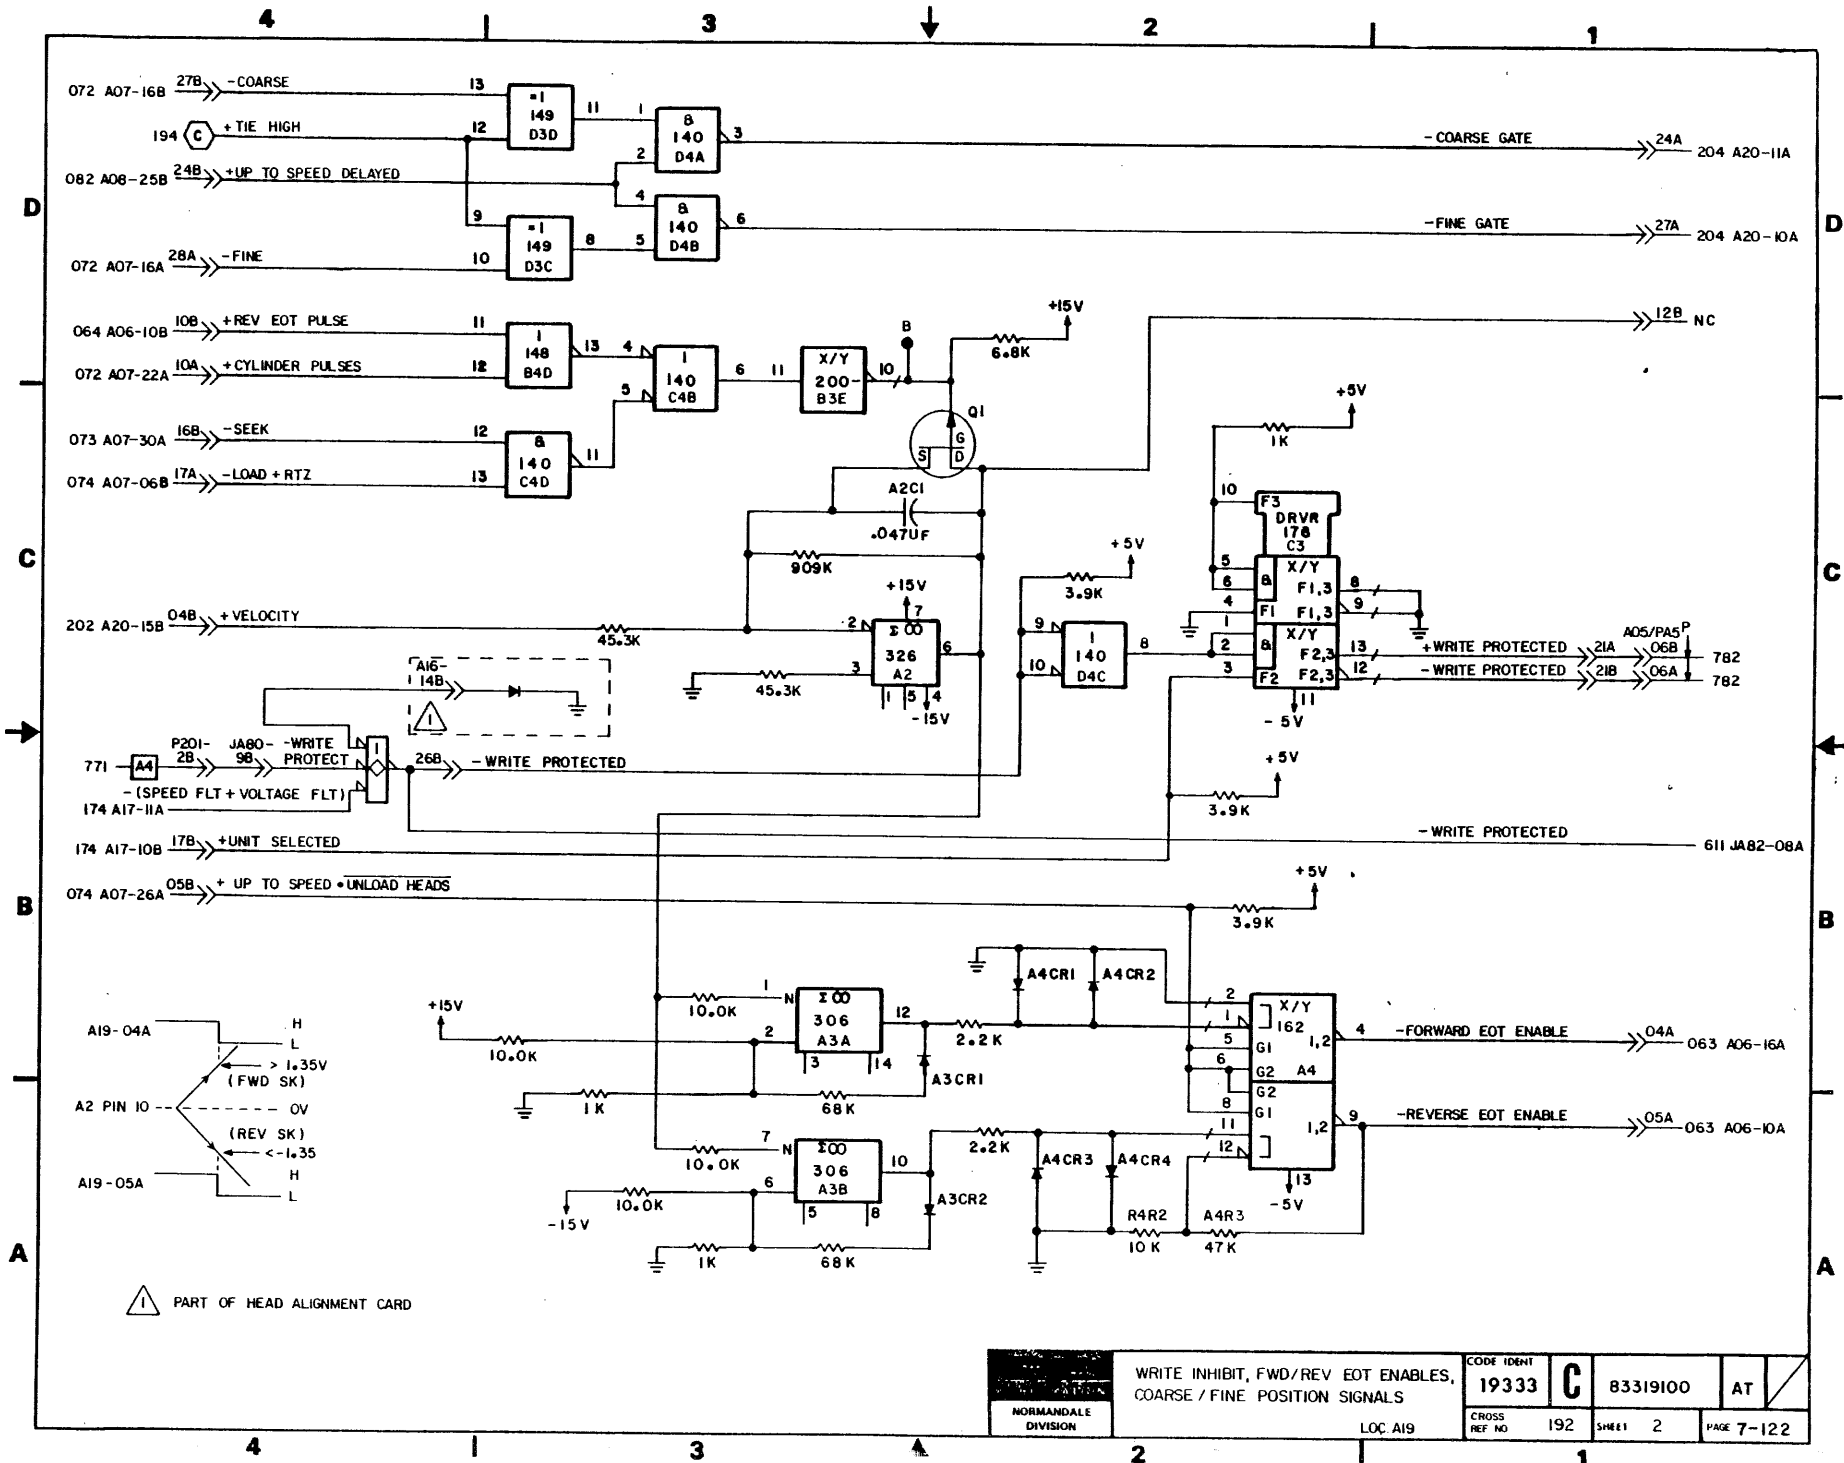 4 3 2 1
072 A07-16B 27B -COARSE 13
=1 149 D3D 11
194 C + TIE HIGH 12
1 2 & 140 D4A 3
-COARSE GATE 24A 204 A20-11A
082 A08-25B 24B +UP TO SPEED DELAYED
D D
9 10 =1 149 D3C 8
4 5 & 140 D4B 6
-FINE GATE 27A 204 A20-10A
072 A07-16A 28A -FINE
064 A06-10B 10B +REV EOT PULSE 11
072 A07-22A 10A +CYLINDER PULSES 12
1 148 B4D 13
4 5 1 140 C4B 6
11 X/Y 200- B3E 10
B
6.8K
+15V
12B NC
073 A07-30A 16B -SEEK 12
074 A07-06B 17A -LOAD + RTZ 13
& 140 C4D 11
Q1
G
S D
A2C1
.047UF
909K
+5V
1K
10 F3
DRVR
178
C3
5 6 & X/Y F1,3 8
4 F1 F1,3 9
1 2 & X/Y F2,3 13
3 F2 F2,3 12
11
-5V
C C
+5V
3.9K
202 A20-15B 04B +VELOCITY
45.3K
+15V
7
2 Σ∞ 6
326
3 A2
1 5 4
-15V
45.3K
9 10 1 140 D4C 8
A05/PA5 P
+WRITE PROTECTED 21A 06B 782
-WRITE PROTECTED 21B 06A 782
A16-
14B
1
P201- JA80- -WRITE
771 A4 2B 9B PROTECT
1
26B -WRITE PROTECTED
-(SPEED FLT + VOLTAGE FLT)
174 A17-11A
+5V
3.9K
-WRITE PROTECTED 611 JA82-08A
174 A17-10B 17B +UNIT SELECTED
074 A07-26A 05B + UP TO SPEED •UNLOAD HEADS
+5V
3.9K
B B
A4CR1 A4CR2
1 N Σ∞ 12
10.0K 306
2 A3A
3 14
+15V
10.0K
2.2K
A3CR1
1K 68K
2 X/Y
1 162 1,2 4
5 G1
6 G2 A4
G2
8 G1 1,2 9
11
12
13
-5V
-FORWARD EOT ENABLE 04A 063 A06-16A
-REVERSE EOT ENABLE 05A 063 A06-10A
A19-04A H
L
> 1.35V
(FWD SK)
A2 PIN 10 OV
(REV SK)
<-1.35
A19-05A H
L
7 N Σ∞ 10
10.0K 306
6 A3B
5 8
10.0K
-15V
A3CR2
1K 68K
2.2K
A4CR3 A4CR4
R4R2 A4R3
10 K 47K
A A
1 PART OF HEAD ALIGNMENT CARD
NORMANDALE
DIVISION
WRITE INHIBIT, FWD/REV EOT ENABLES,
COARSE / FINE POSITION SIGNALS
LOC. A19
CODE IDENT
19333 C 83319100 AT
CROSS
REF NO 192 SHEET 2 PAGE 7-122
4 3 2 1